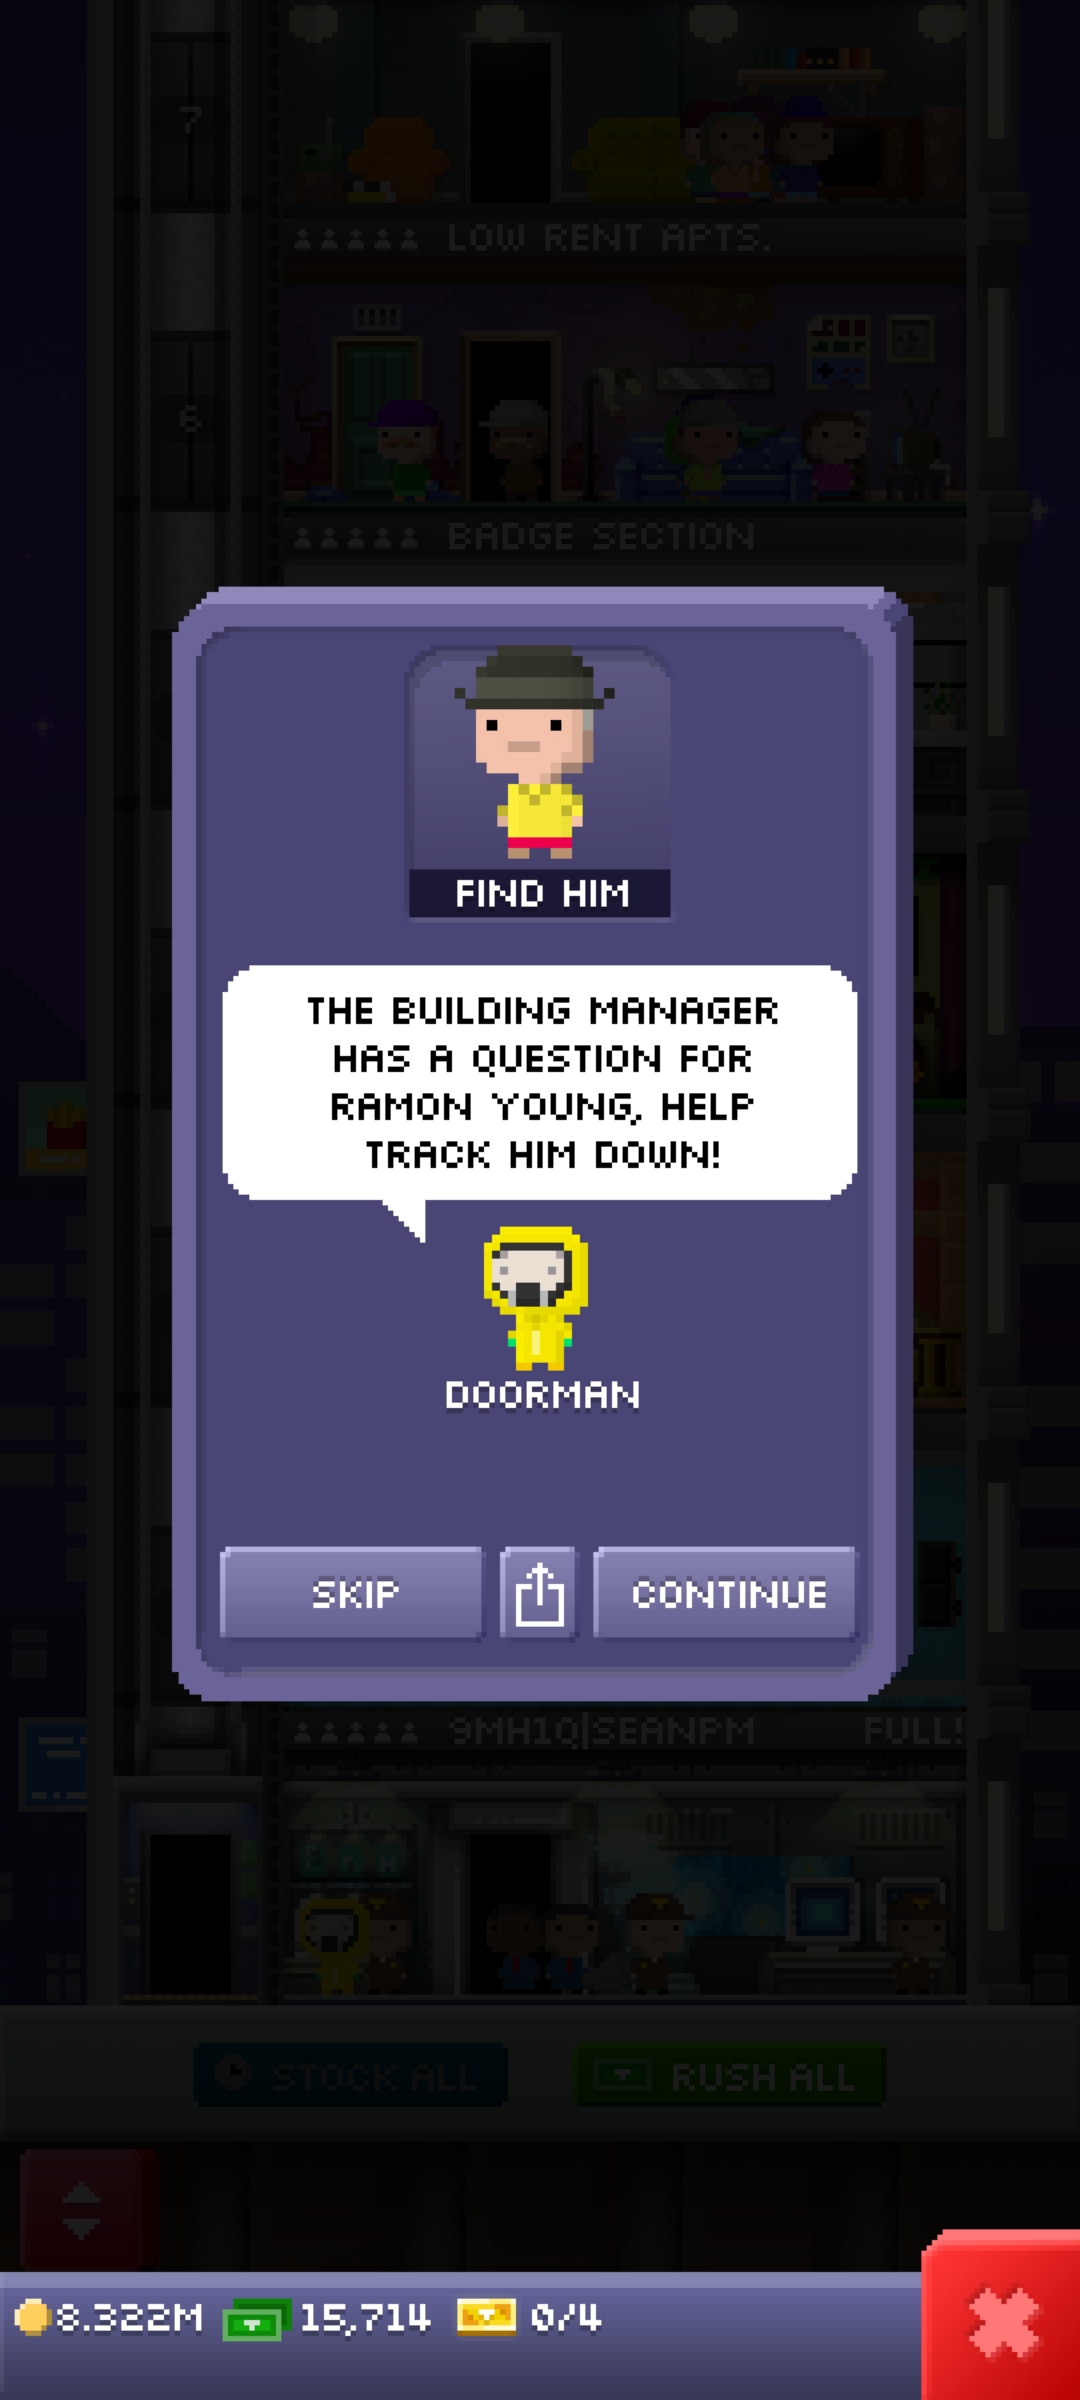 7
LOW RENT APTS.
6
BADGE SECTION
FIND HIM
THE BUILDING MANAGER
HAS A QUESTION FOR
RAMON YOUNG, HELP
TRACK HIM DOWN!
DOORMAN
SKIP
CONTINUE
9MH1Q|SEANPM FULL!
STOCK ALL RUSH ALL
8.322M 15,714 0/4